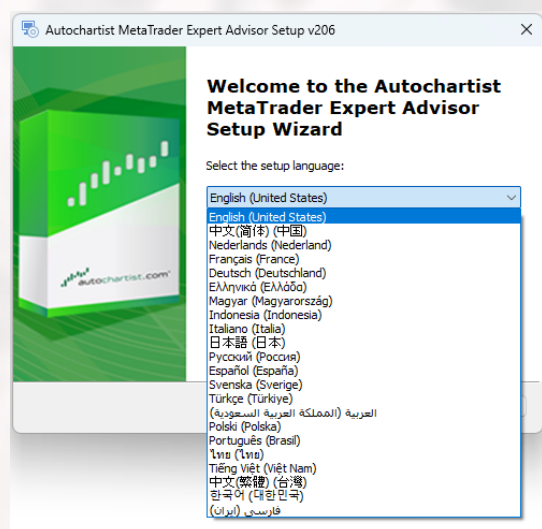 Autochartist MetaTrader Expert Advisor Setup v206
Welcome to the Autochartist
MetaTrader Expert Advisor
Setup Wizard
Select the setup language:
English (United States)
English (United States)
中文(简体) (中国)
Nederlands (Nederland)
Français (France)
Deutsch (Deutschland)
Ελληνικά (Ελλάδα)
Magyar (Magyarország)
Indonesia (Indonesia)
Italiano (Italia)
日本語 (日本)
Русский (Россия)
Español (España)
Svenska (Sverige)
Türkçe (Türkiye)
العربية (المملكة العربية السعودية)
Polski (Polska)
Português (Brasil)
ไทย (ไทย)
Tiếng Việt (Việt Nam)
中文(繁體) (台灣)
한국어 (대한민국)
فارسى (ایران)
autochartist.com